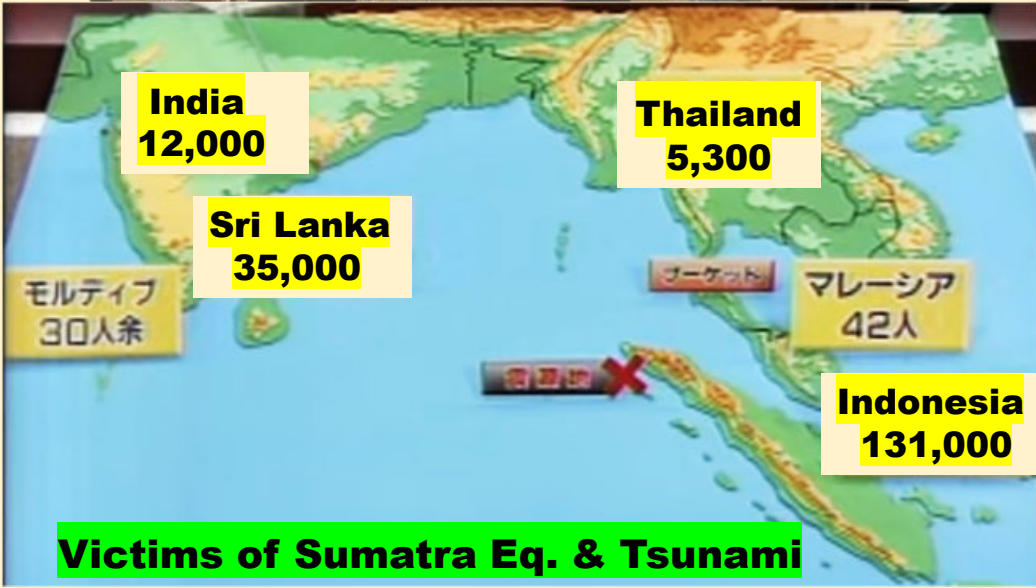 India
12,000
Thailand
5,300
Sri Lanka
35,000
モルディブ
30人余
プーケット
マレーシア
42人
Indonesia
131,000
Victims of Sumatra Eq. & Tsunami